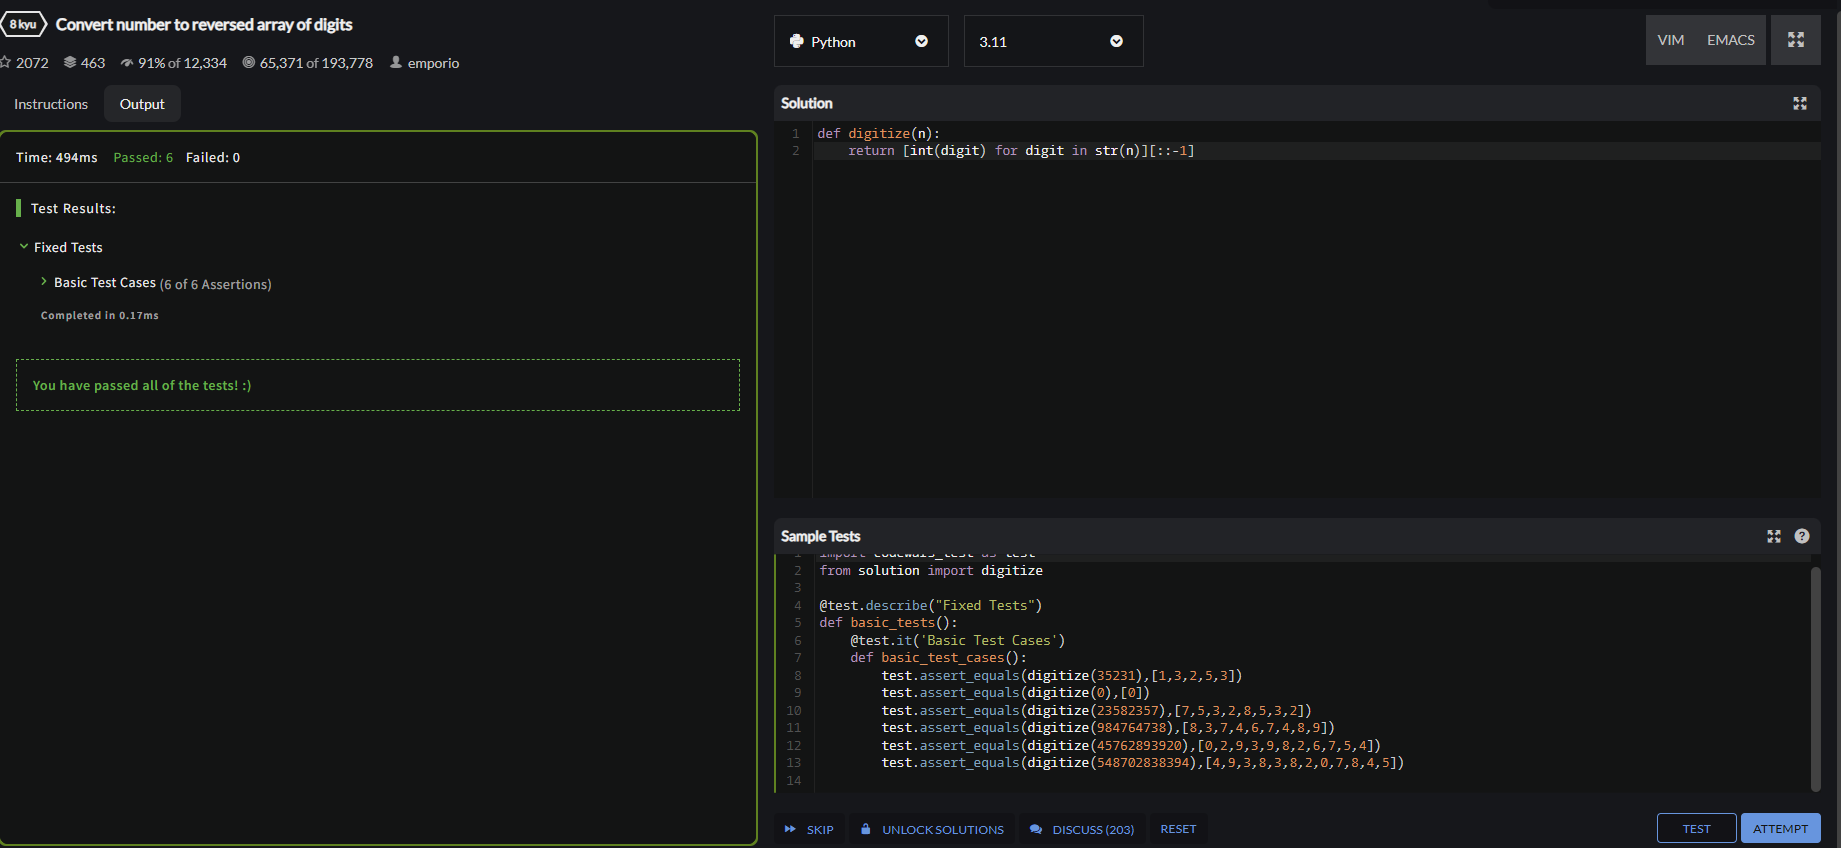 8 kyu Convert number to reversed array of digits
2072 463 91% of 12,334 65,371 of 193,778 emporio
Instructions Output
Time: 494ms Passed: 6 Failed: 0
Test Results:
Fixed Tests
Basic Test Cases (6 of 6 Assertions)
Completed in 0.17ms
You have passed all of the tests! :)
Python 3.11 VIM EMACS
Solution
1 def digitize(n):
2     return [int(digit) for digit in str(n)][::-1]
Sample Tests
1 import codewars_test as test
2 from solution import digitize
3
4 @test.describe("Fixed Tests")
5 def basic_tests():
6     @test.it('Basic Test Cases')
7     def basic_test_cases():
8         test.assert_equals(digitize(35231),[1,3,2,5,3])
9         test.assert_equals(digitize(0),[0])
10         test.assert_equals(digitize(23582357),[7,5,3,2,8,5,3,2])
11         test.assert_equals(digitize(984764738),[8,3,7,4,6,7,4,8,9])
12         test.assert_equals(digitize(45762893920),[0,2,9,3,9,8,2,6,7,5,4])
13         test.assert_equals(digitize(548702838394),[4,9,3,8,3,8,2,0,7,8,4,5])
14
SKIP UNLOCK SOLUTIONS DISCUSS (203) RESET TEST ATTEMPT